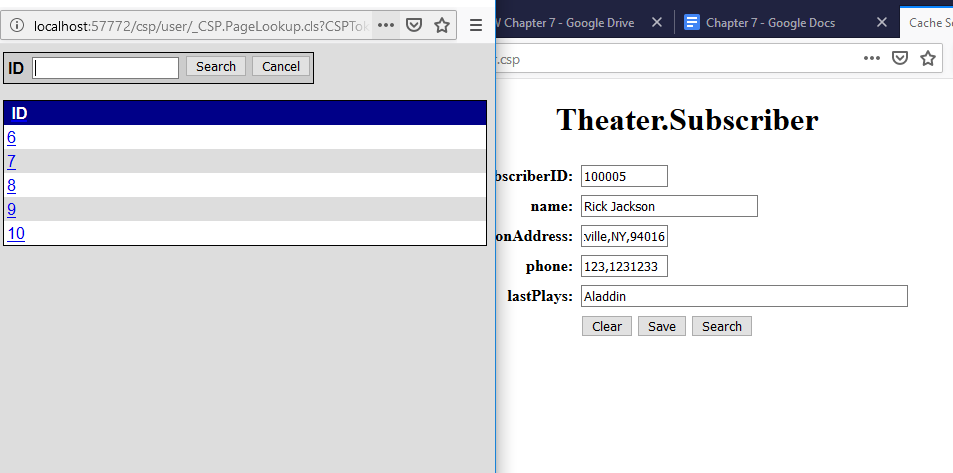 localhost:57772/csp/user/_CSP.PageLookup.cls?CSPTok
ID Search Cancel
ID
6
7
8
9
10
Chapter 7 - Google Drive
Chapter 7 - Google Docs
Cache Se
r.csp
Theater.Subscriber
bscriberID: 100005
name: Rick Jackson
onAddress: :ville,NY,94016
phone: 123,1231233
lastPlays: Aladdin
Clear Save Search